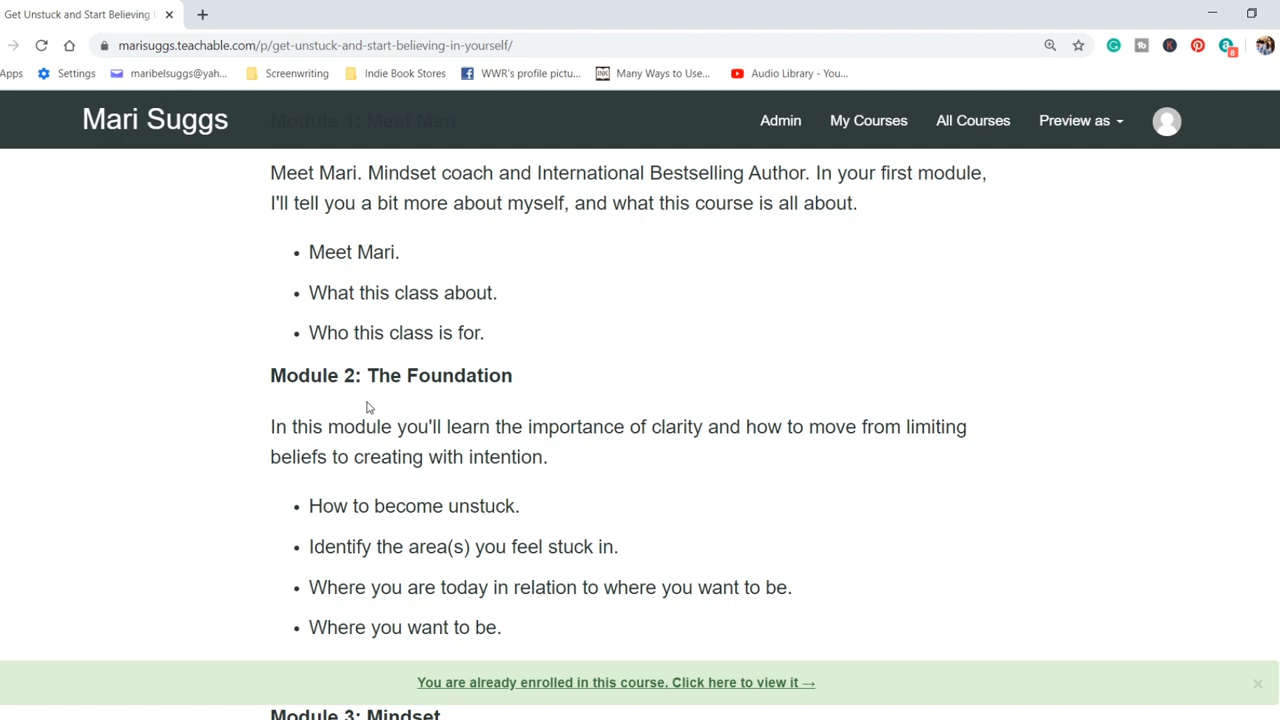 Get Unstuck and Start Believing
marisuggs.teachable.com/p/get-unstuck-and-start-believing-in-yourself/
8
Apps Settings maribelsuggs@yah... Screenwriting Indie Book Stores WWR's profile pictu... INK Many Ways to Use... Audio Library - You...
Mari Suggs Module 1: Meet Mari Admin My Courses All Courses Preview as
Meet Mari. Mindset coach and International Bestselling Author. In your first module,
I'll tell you a bit more about myself, and what this course is all about.
• Meet Mari.
• What this class about.
• Who this class is for.
Module 2: The Foundation
In this module you'll learn the importance of clarity and how to move from limiting
beliefs to creating with intention.
• How to become unstuck.
• Identify the area(s) you feel stuck in.
• Where you are today in relation to where you want to be.
• Where you want to be.
You are already enrolled in this course. Click here to view it →
Module 3: Mindset